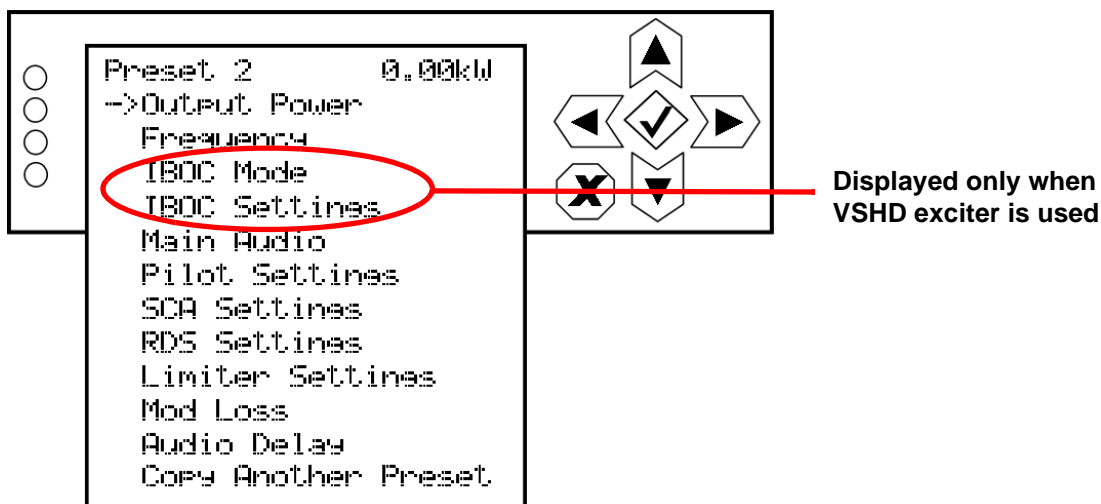 Preset 2 0.00kW
->Output Power
Frequency
IBOC Mode
IBOC Settings
Main Audio
Pilot Settings
SCA Settings
RDS Settings
Limiter Settings
Mod Loss
Audio Delay
Copy Another Preset
X
Displayed only when
VSHD exciter is used